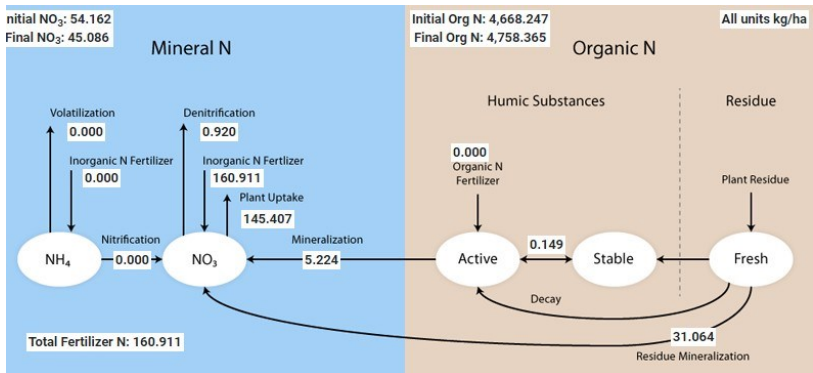 nitial NO₃: 54.162
Final NO₃: 45.086
Mineral N
Initial Org N: 4,668.247
Final Org N: 4,758.365
All units kg/ha
Organic N
Humic Substances
Residue
Volatilization
0.000
Denitrification
0.920
Inorganic N Fertilizer
0.000
Inorganic N Fertlizer
160.911
Plant Uptake
145.407
0.000
Organic N
Fertilizer
Plant Residue
Nitrification
0.000
Mineralization
5.224
0.149
NH₄
NO₃
Active
Stable
Fresh
Decay
Total Fertilizer N: 160.911
31.064
Residue Mineralization